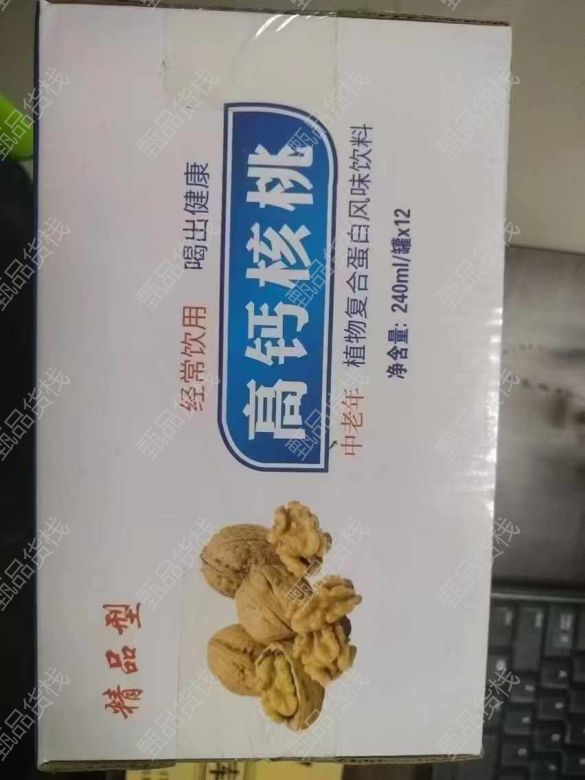 精品型
经常饮用 喝出健康
高钙核桃
中老年 植物复合蛋白风味饮料
净含量: 240ml/罐x12
甄品货栈